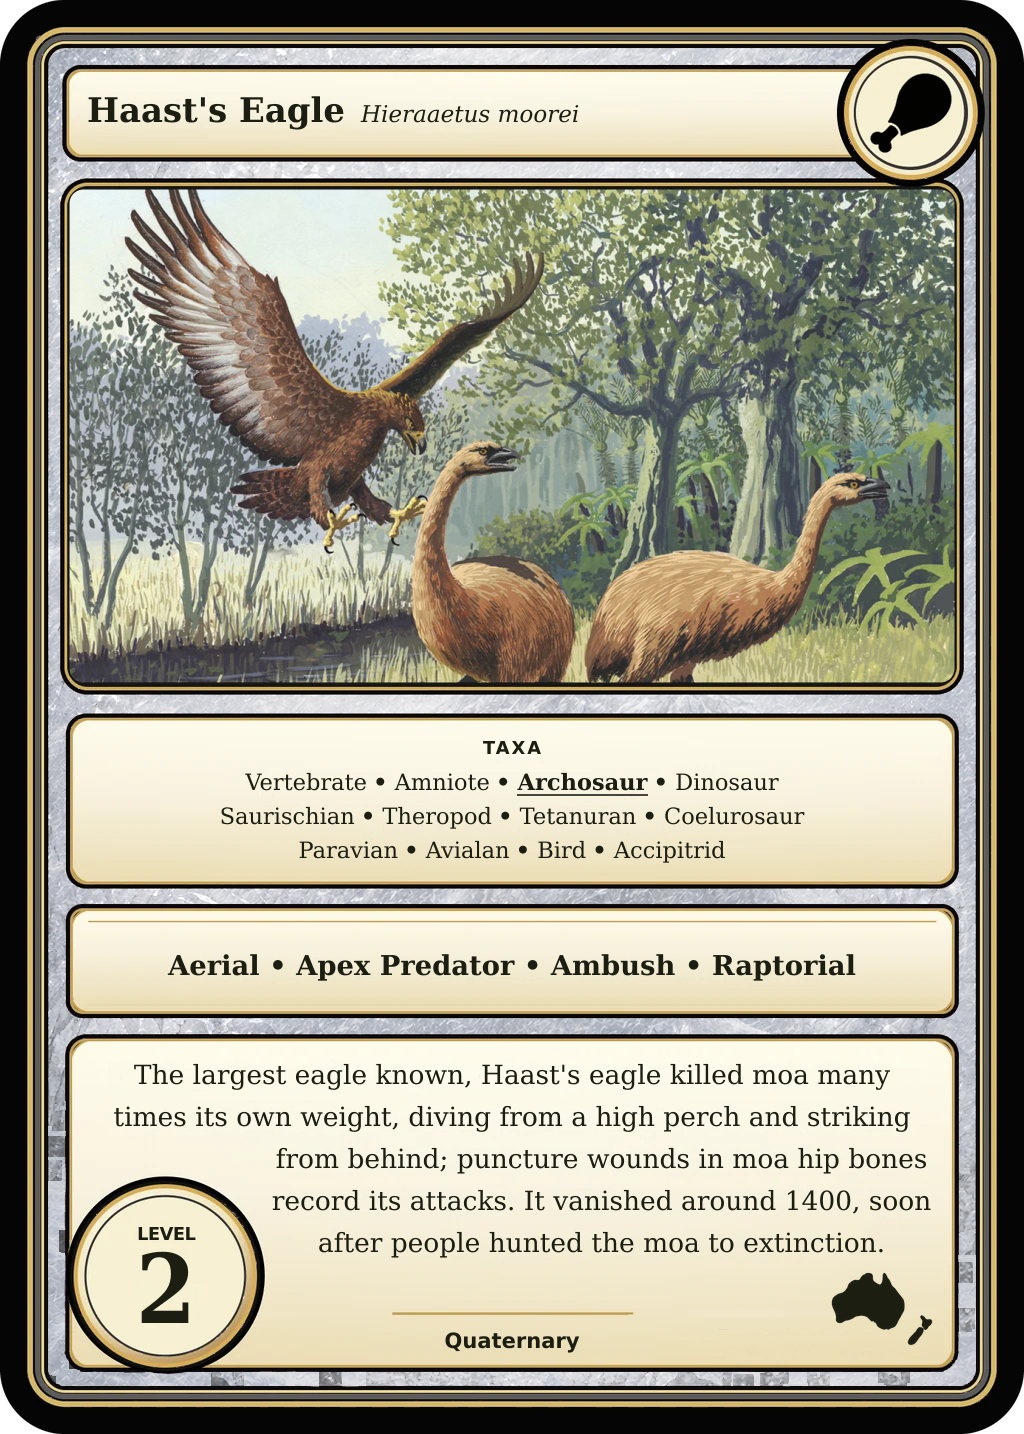 Haast's Eagle Hieraaetus moorei
TAXA
Vertebrate • Amniote • Archosaur • Dinosaur
Saurischian • Theropod • Tetanuran • Coelurosaur
Paravian • Avialan • Bird • Accipitrid
Aerial • Apex Predator • Ambush • Raptorial
The largest eagle known, Haast's eagle killed moa many
times its own weight, diving from a high perch and striking
from behind; puncture wounds in moa hip bones
record its attacks. It vanished around 1400, soon
after people hunted the moa to extinction.
LEVEL
2
Quaternary